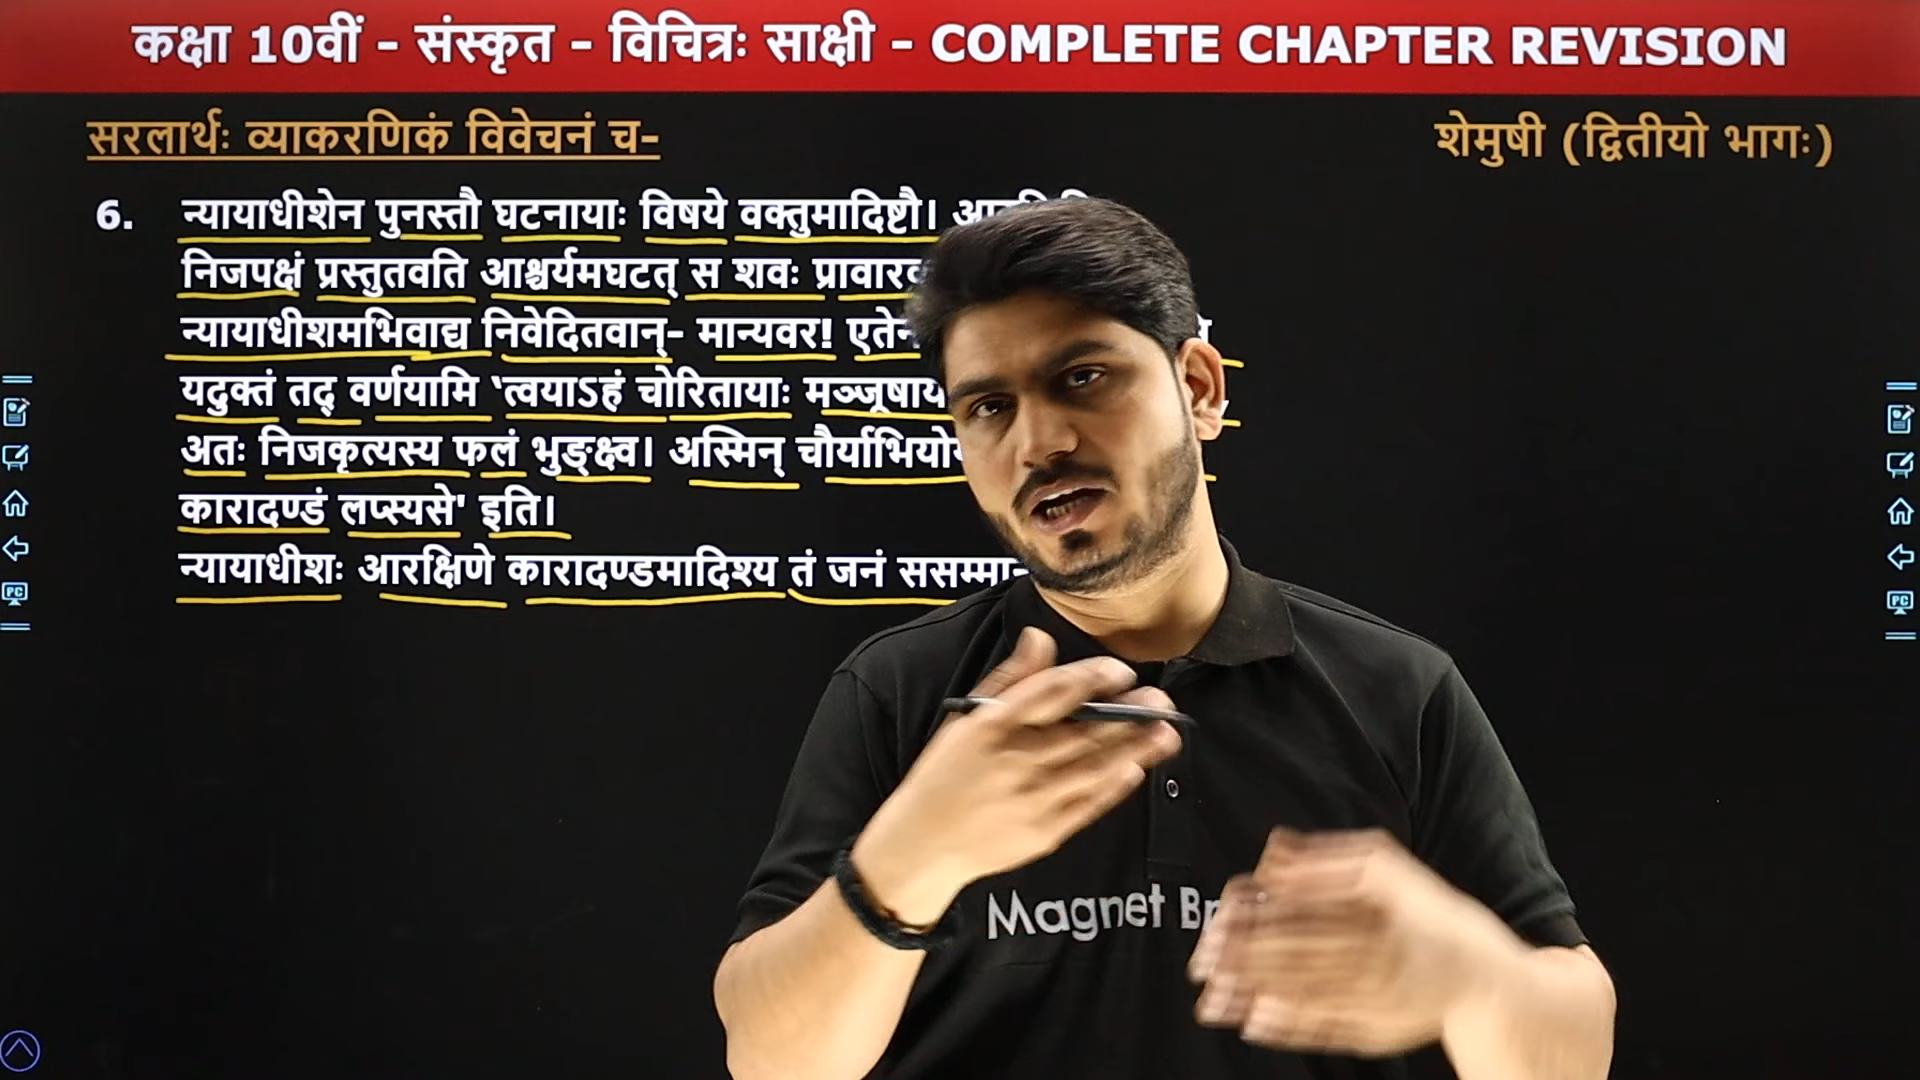 कक्षा 10वीं - संस्कृत - विचित्रः साक्षी - COMPLETE CHAPTER REVISION
सरलार्थः व्याकरणिकं विवेचनं च-
शेमुषी (द्वितीयो भागः)
6. न्यायाधीशेन पुनस्तौ घटनायाः विषये वक्तुमादिष्टौ।
निजपक्षं प्रस्तुतवति आश्चर्यमघटत् स शवः
न्यायाधीशमभिवाद्य निवेदितवान्- मान्यवर!
यदुक्तं तद् वर्णयामि 'त्वयाऽहं चोरितायाः
अतः निजकृत्यस्य फलं भुङ्क्ष्व। अस्मिन्
कारादण्डं लप्स्यसे' इति।
न्यायाधीशः आरक्षिणे कारादण्डमादिश्य तं जनं
Magnet
PC
PC